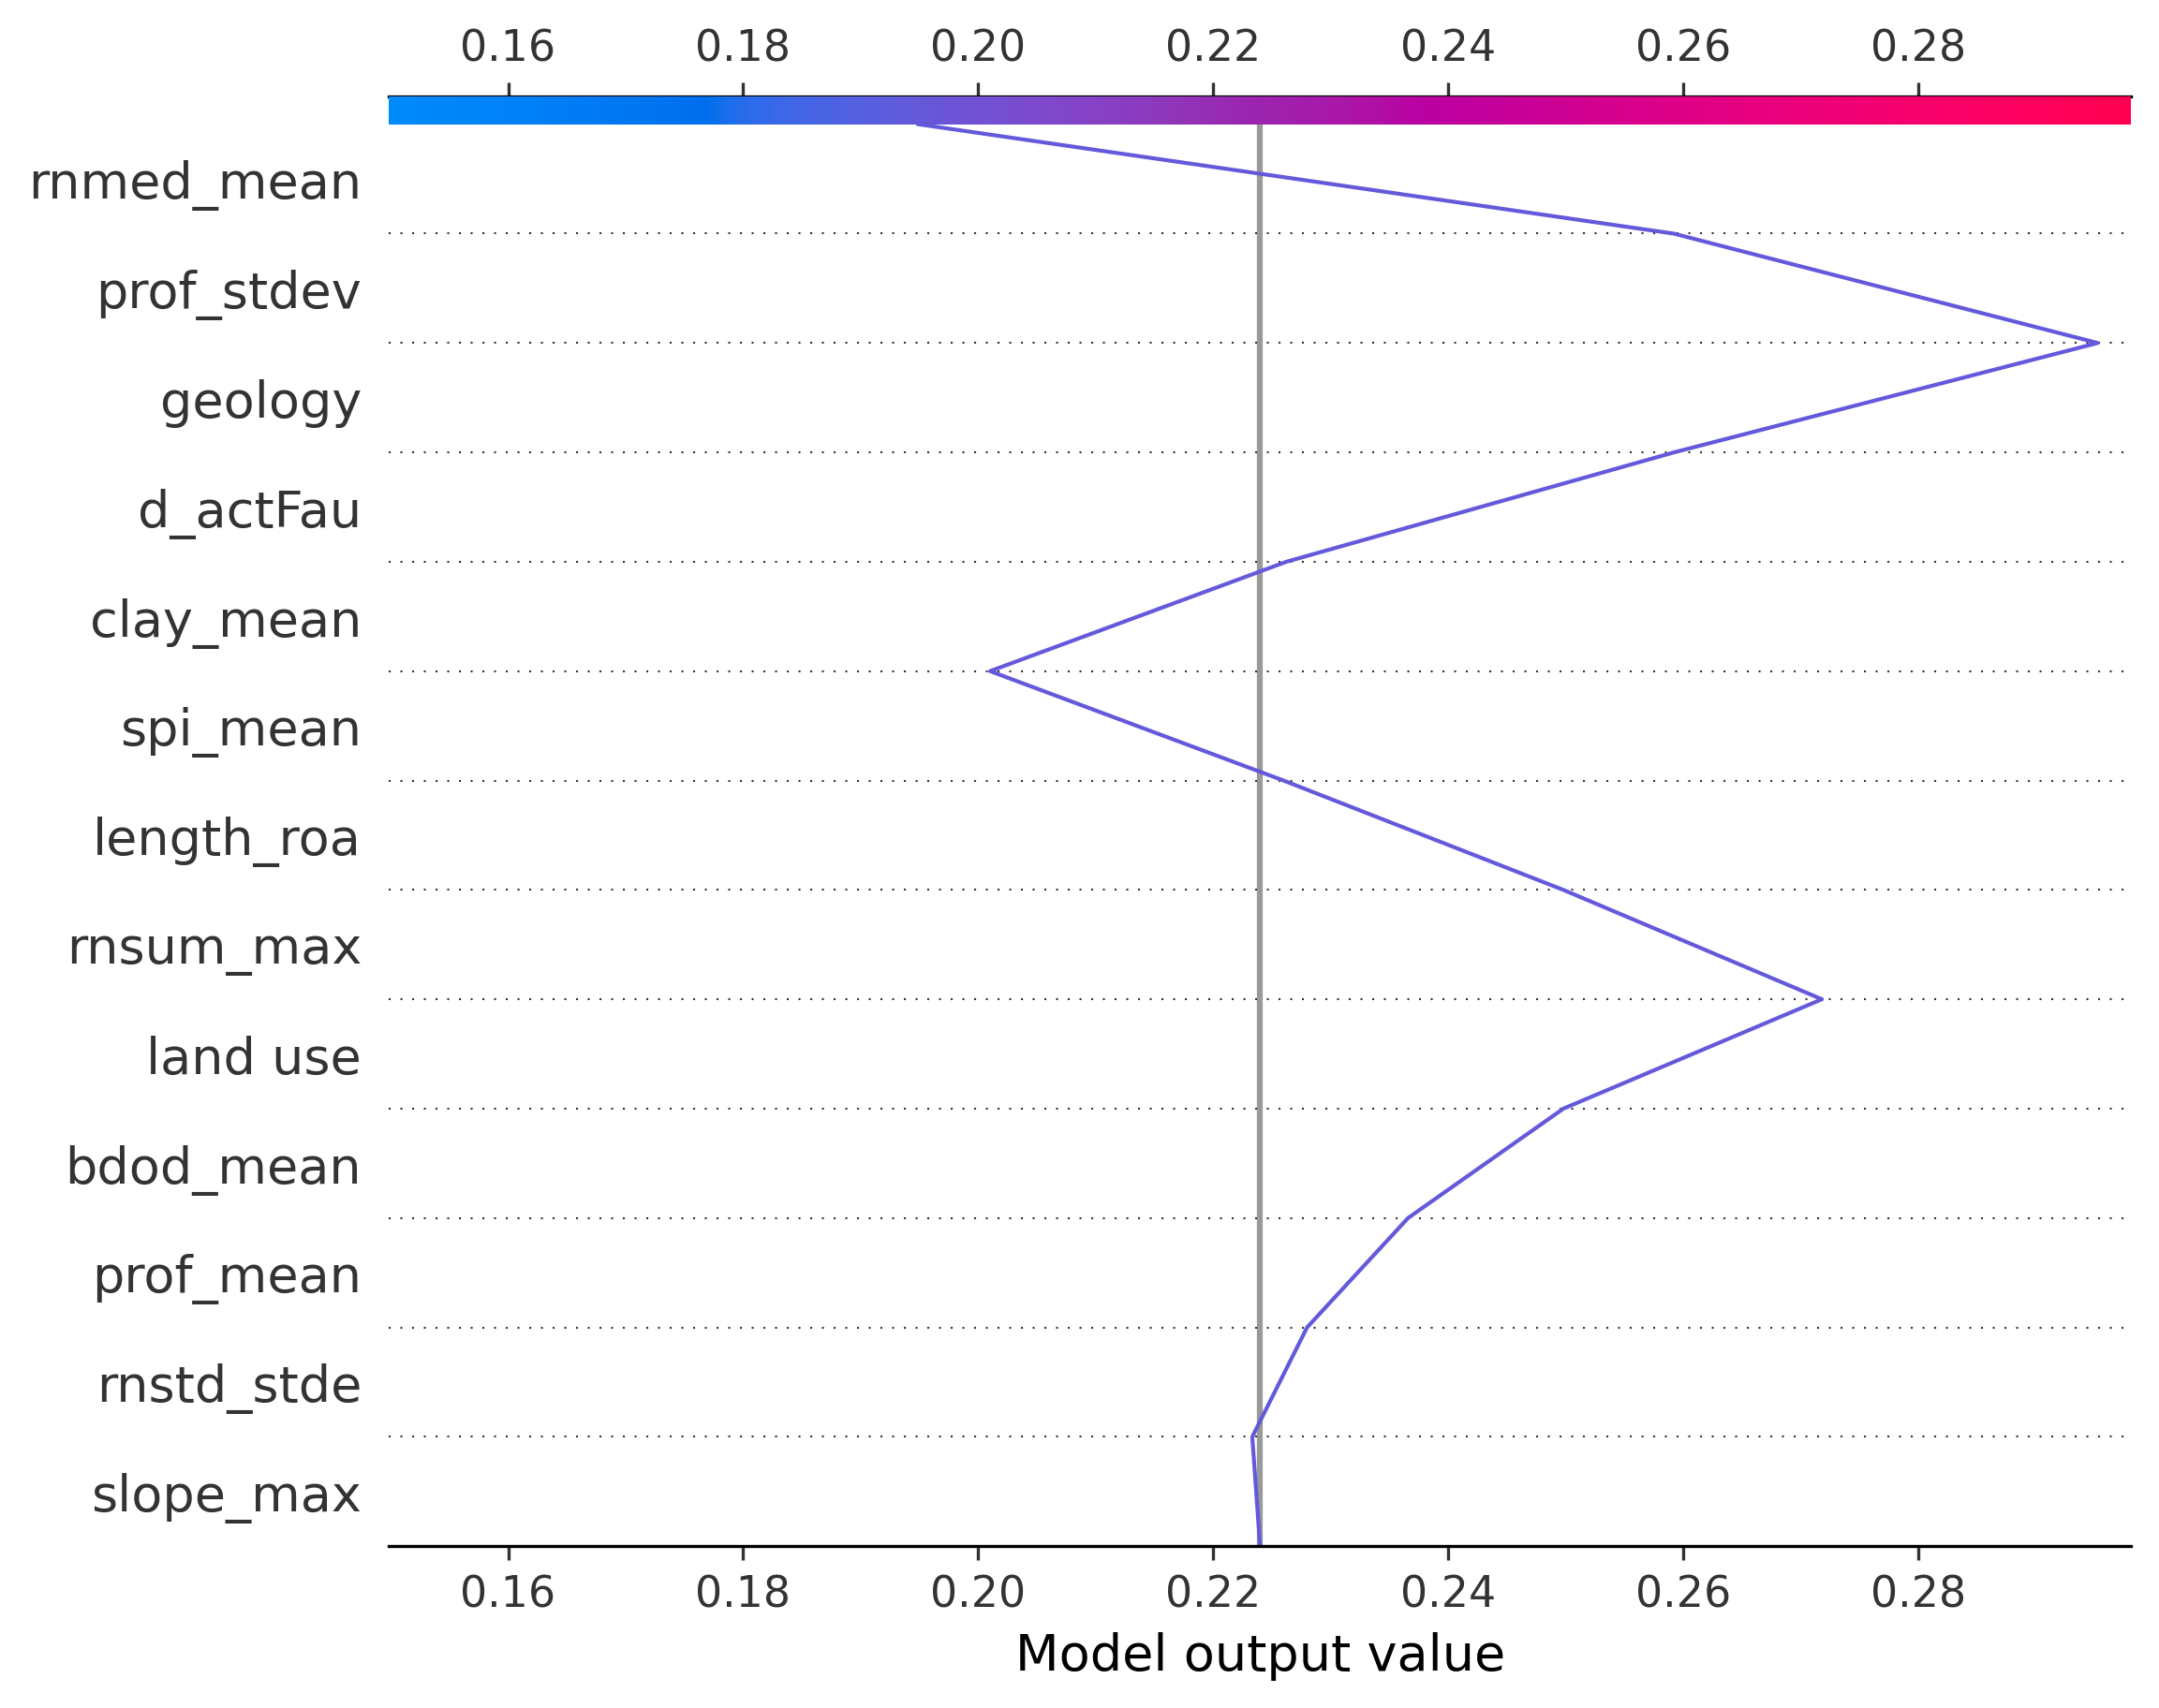 0.16 0.18 0.20 0.22 0.24 0.26 0.28
rnmed_mean
prof_stdev
geology
d_actFau
clay_mean
spi_mean
length_roa
rnsum_max
land use
bdod_mean
prof_mean
rnstd_stde
slope_max
0.16 0.18 0.20 0.22 0.24 0.26 0.28
Model output value